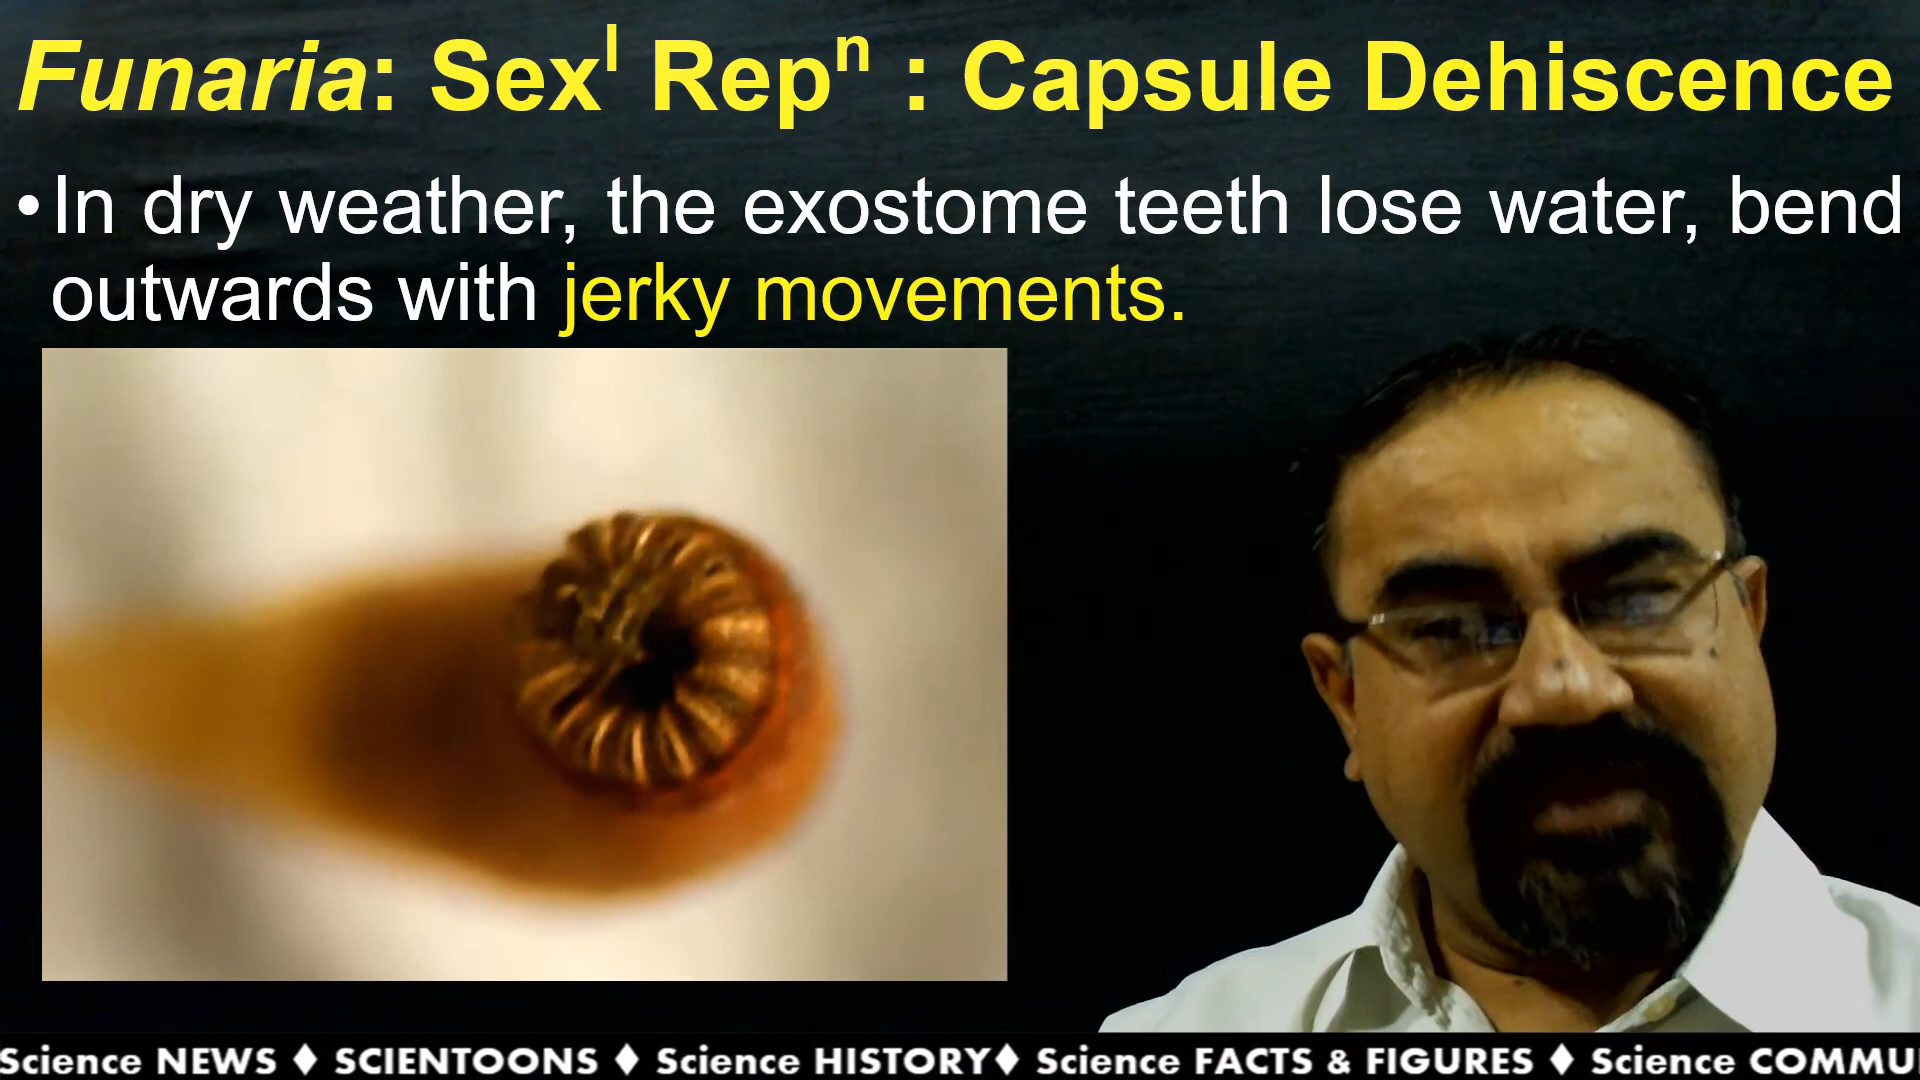 Funaria: Sexˡ Repⁿ : Capsule Dehiscence
•In dry weather, the exostome teeth lose water, bend
outwards with jerky movements.
Science NEWS ♦ SCIENTOONS ♦ Science HISTORY♦ Science FACTS & FIGURES ♦ Science COMMU